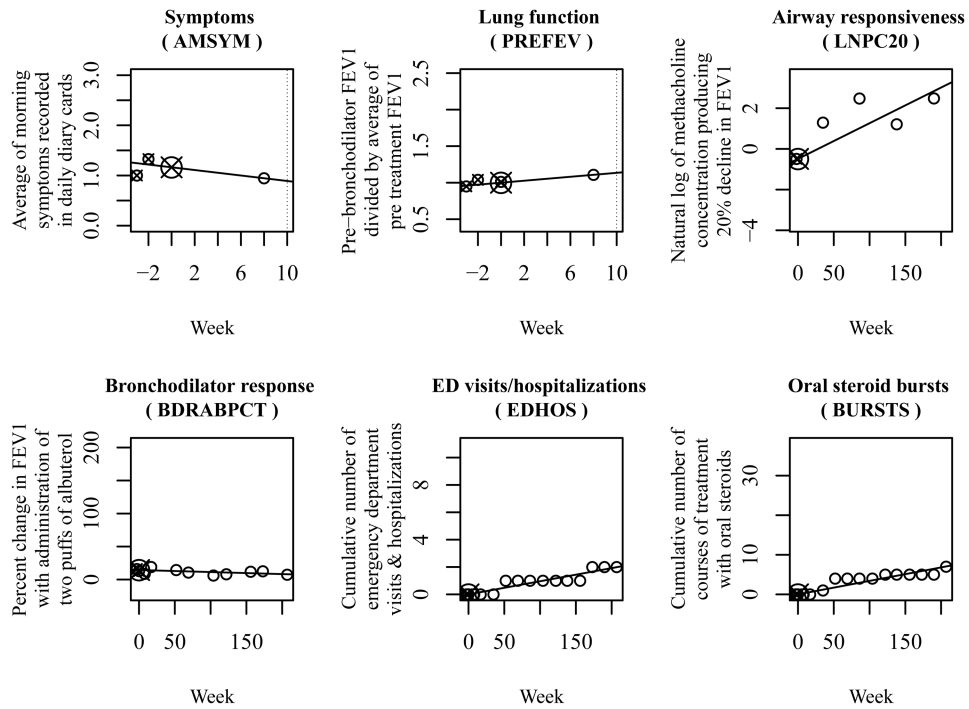 Symptoms
( AMSYM )
Average of morning
symptoms recorded
in daily diary cards
0.0 1.0 2.0 3.0
−2 2 4 6 10
Week
Lung function
( PREFEV )
Pre−bronchodilator FEV1
divided by average of
pre treatment FEV1
0.5 1.5 2.5
−2 2 4 6 10
Week
Airway responsiveness
( LNPC20 )
Natural log of methacholine
concentration producing
20% decline in FEV1
−4 0 2
0 50 150
Week
Bronchodilator response
( BDRABPCT )
Percent change in FEV1
with administration of
two puffs of albuterol
0 100 200
0 50 150
Week
ED visits/hospitalizations
( EDHOS )
Cumulative number of
emergency department
visits & hospitalizations
0 4 8
0 50 150
Week
Oral steroid bursts
( BURSTS )
Cumulative number of
courses of treatment
with oral steroids
0 10 30
0 50 150
Week